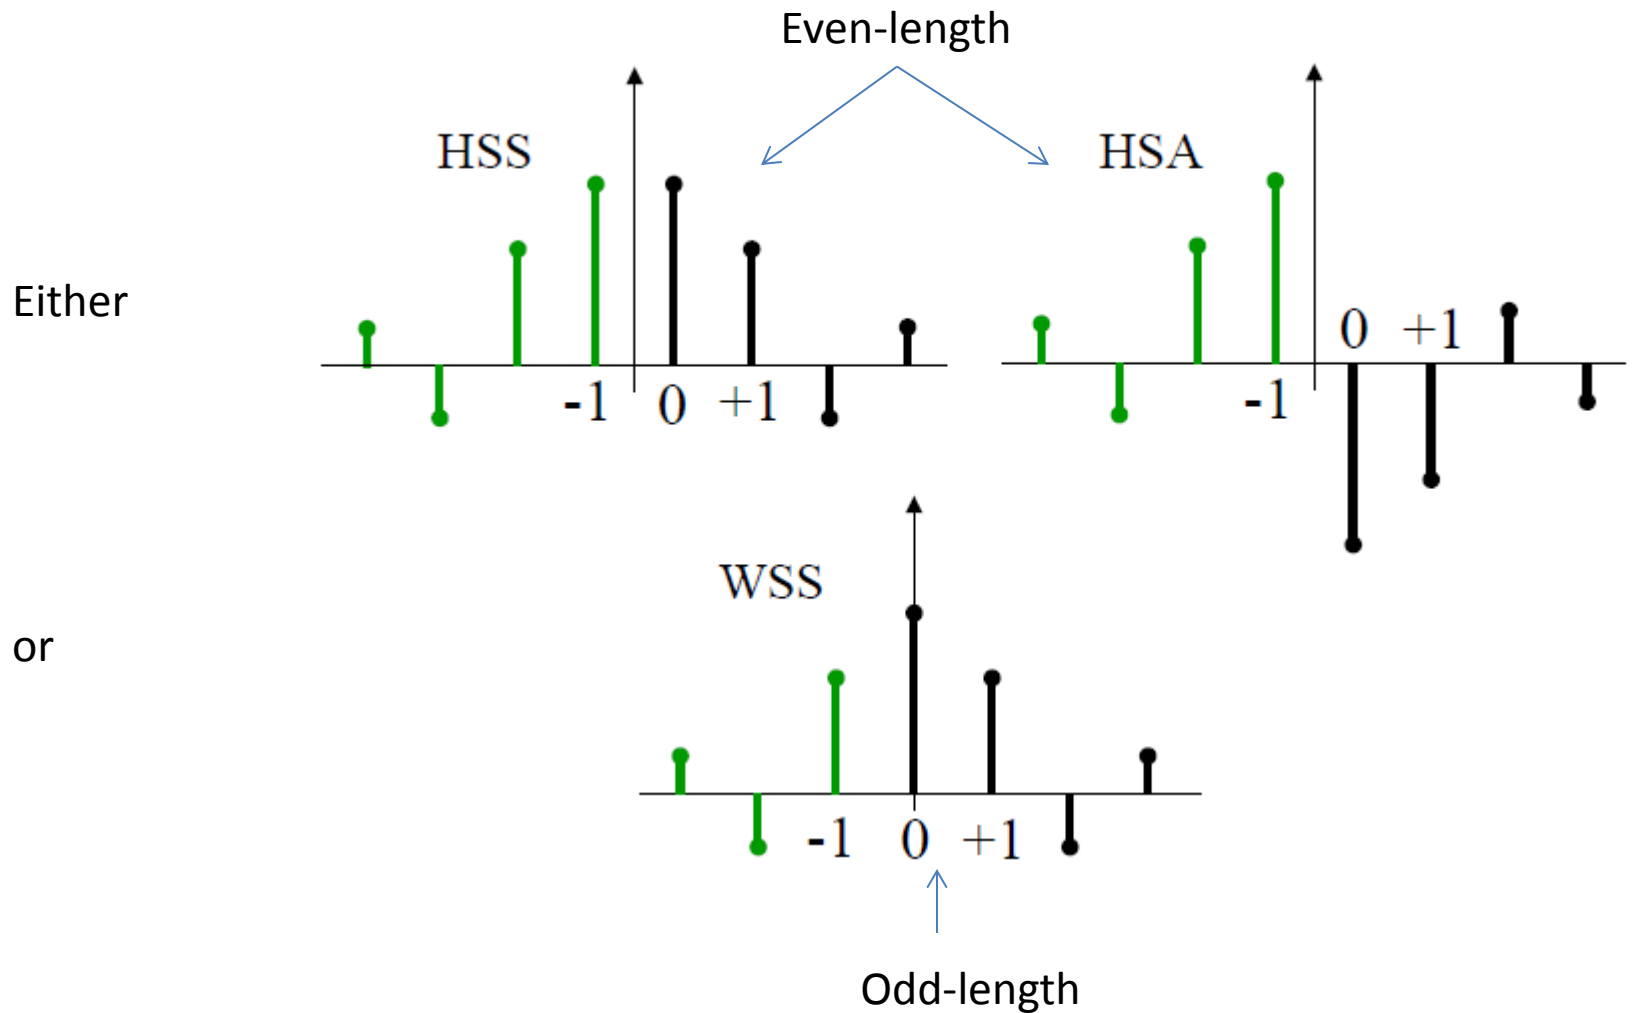 Even-length
HSS
HSA
Either
0 +1
-1 0 +1
-1
WSS
or
-1 0 +1
Odd-length